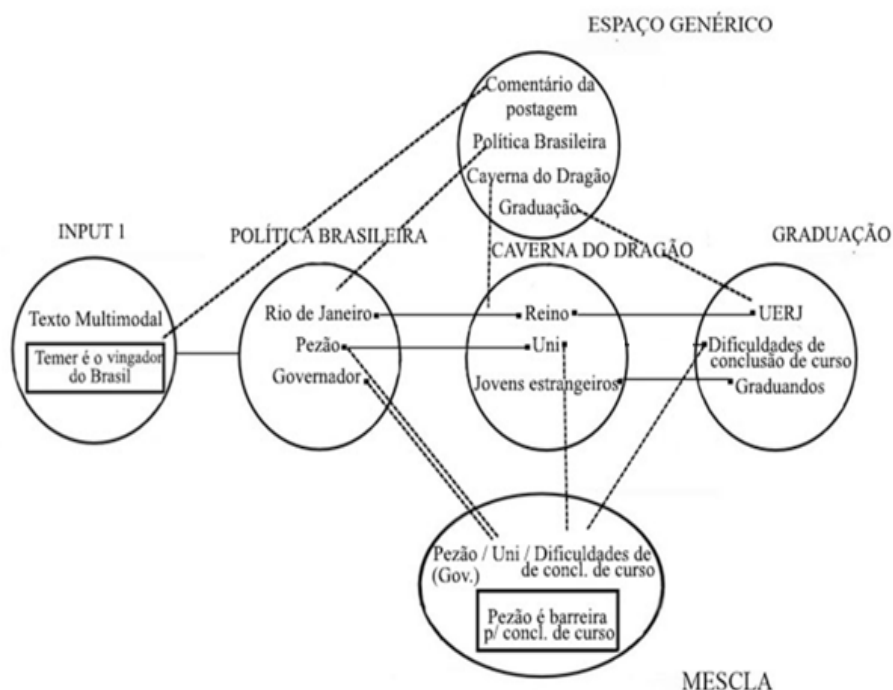 ESPAÇO GENÉRICO
Comentário da
postagem
Política Brasileira
Caverna do Dragão
Graduação
INPUT 1
Texto Multimodal
Temer é o vingador
do Brasil
POLÍTICA BRASILEIRA
Rio de Janeiro
Pezão
Governador
CAVERNA DO DRAGÃO
Reino
Uni
Jovens estrangeiros
GRADUAÇÃO
UERJ
Dificuldades de
conclusão de curso
Graduandos
Pezão / Uni / Dificuldades de
(Gov.) de concl. de curso
Pezão é barreira
p/ concl. de curso
MESCLA